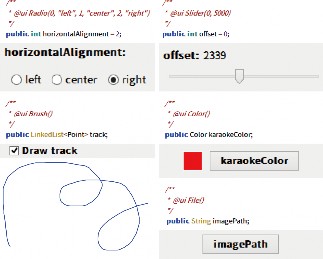 /**
* @ui Radio(0, "left", 1, "center", 2, "right")
*/
public int horizontalAlignment = 2;
horizontalAlignment:
left center right
/**
* @ui Slider(0, 5000)
*/
public int offset = 0;
offset: 2339
/**
* @ui Brush()
*/
public LinkedList<Point> track;
Draw track
/**
* @ui Color()
*/
public Color karaokeColor;
karaokeColor
/**
* @ui File()
*/
public String imagePath;
imagePath